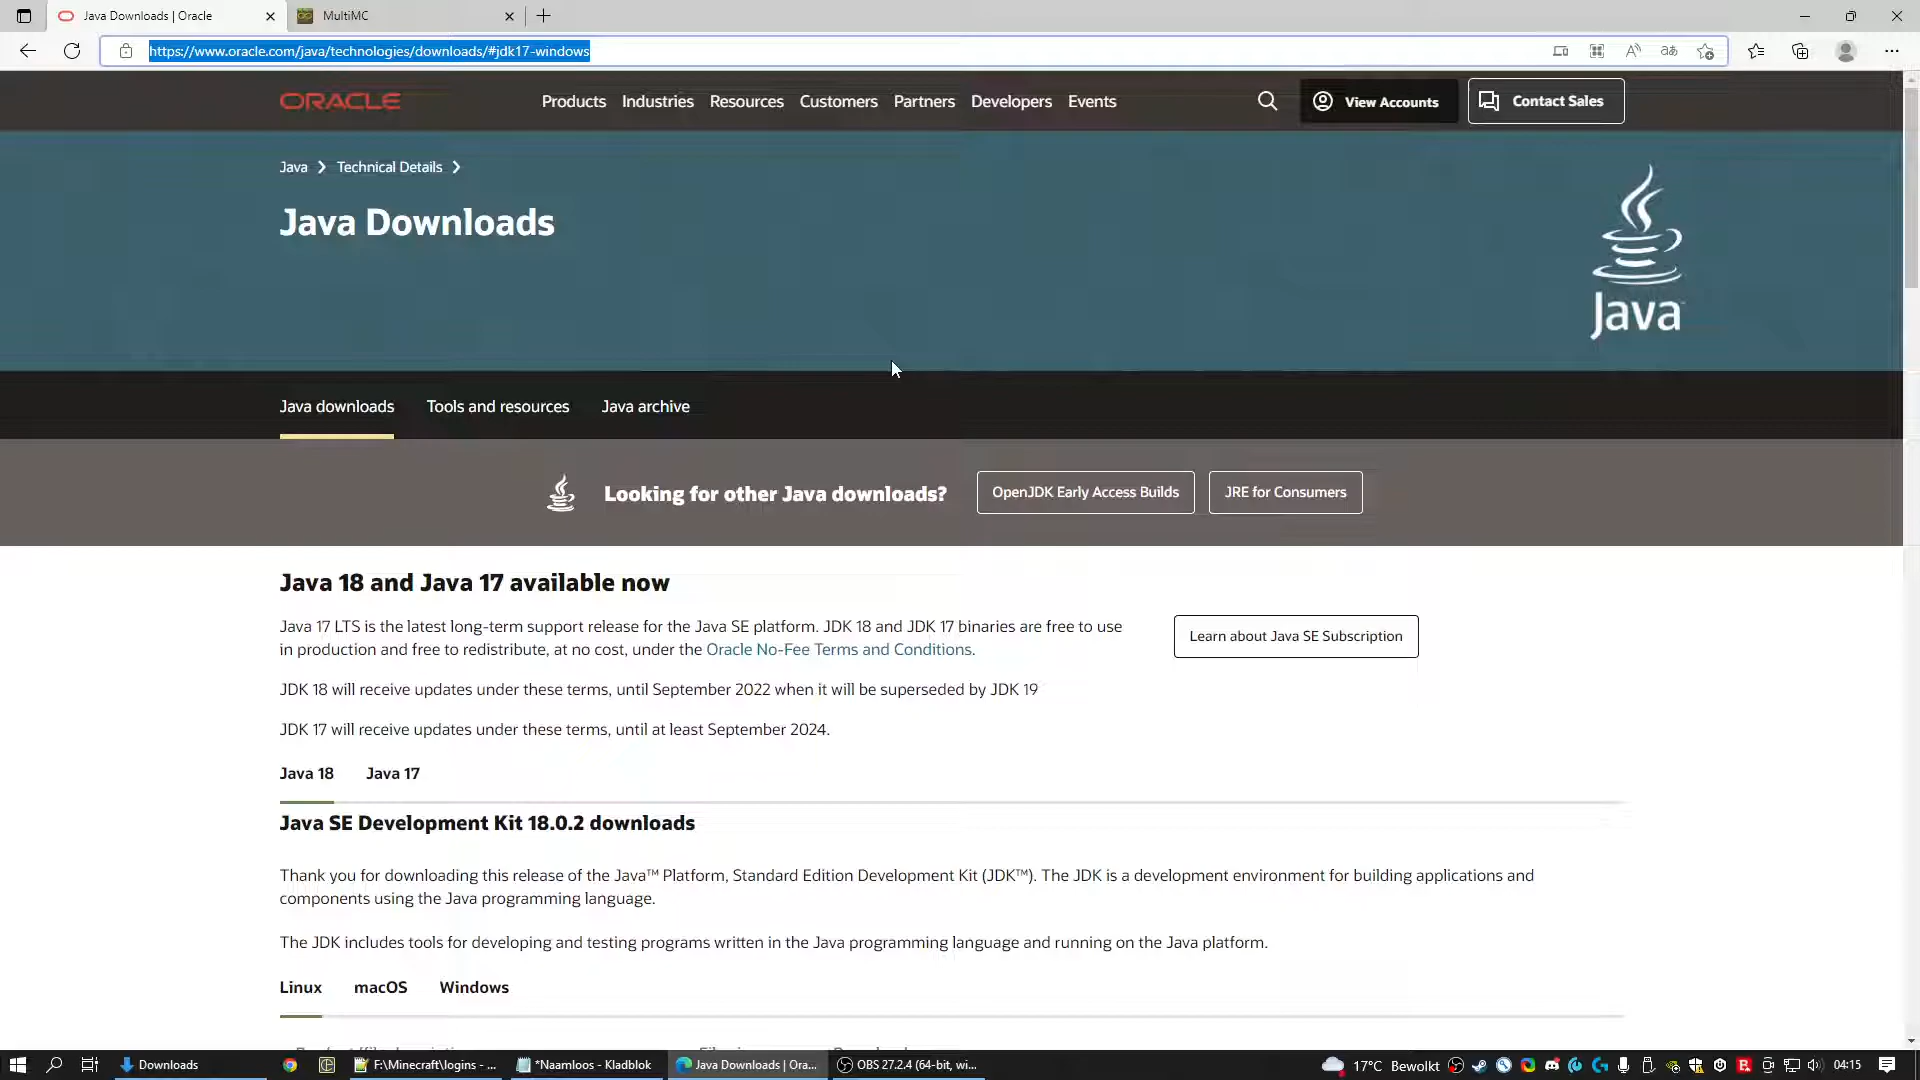 Java Downloads | Oracle
MultiMC
https://www.oracle.com/java/technologies/downloads/#jdk17-windows
ORACLE
Products
Industries
Resources
Customers
Partners
Developers
Events
View Accounts
Contact Sales
Java
Technical Details
Java Downloads
Java
Java downloads
Tools and resources
Java archive
Looking for other Java downloads?
OpenJDK Early Access Builds
JRE for Consumers
Java 18 and Java 17 available now
Java 17 LTS is the latest long-term support release for the Java SE platform. JDK 18 and JDK 17 binaries are free to use
in production and free to redistribute, at no cost, under the Oracle No-Fee Terms and Conditions.
Learn about Java SE Subscription
JDK 18 will receive updates under these terms, until September 2022 when it will be superseded by JDK 19
JDK 17 will receive updates under these terms, until at least September 2024.
Java 18
Java 17
Java SE Development Kit 18.0.2 downloads
Thank you for downloading this release of the Java™ Platform, Standard Edition Development Kit (JDK™). The JDK is a development environment for building applications and
components using the Java programming language.
The JDK includes tools for developing and testing programs written in the Java programming language and running on the Java platform.
Linux
macOS
Windows
Downloads
F:\Minecraft\logins - ...
*Naamloos - Kladblok
Java Downloads | Ora...
OBS 27.2.4 (64-bit, wi...
17°C Bewolkt
04:15